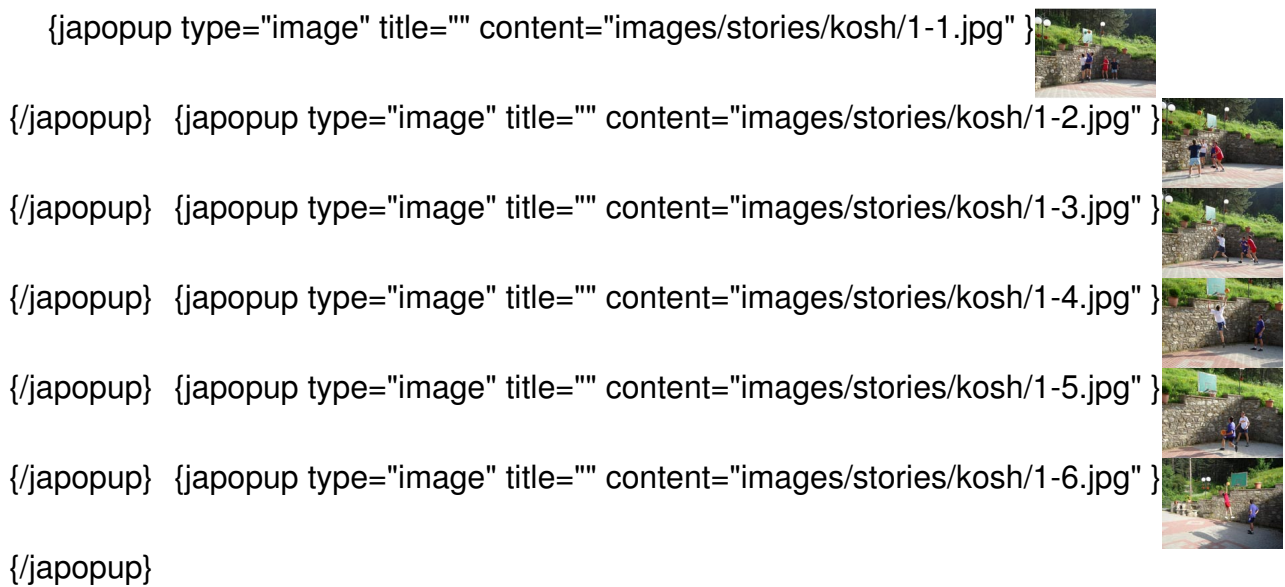 {japopup type="image" title="" content="images/stories/kosh/1-1.jpg" }
{/japopup} {japopup type="image" title="" content="images/stories/kosh/1-2.jpg" }
{/japopup} {japopup type="image" title="" content="images/stories/kosh/1-3.jpg" }
{/japopup} {japopup type="image" title="" content="images/stories/kosh/1-4.jpg" }
{/japopup} {japopup type="image" title="" content="images/stories/kosh/1-5.jpg" }
{/japopup} {japopup type="image" title="" content="images/stories/kosh/1-6.jpg" }
{/japopup}